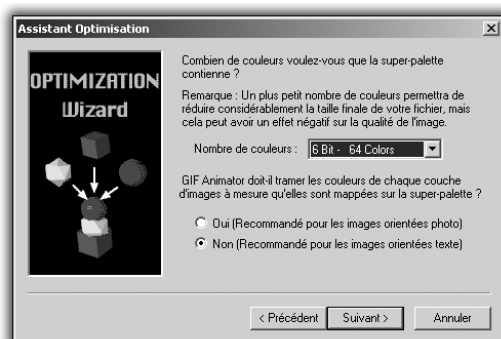 Assistant Optimisation
OPTIMIZATION
Wizard
Combien de couleurs voulez-vous que la super-palette
contienne ?
Remarque : Un plus petit nombre de couleurs permettra de
réduire considérablement la taille finale de votre fichier, mais
cela peut avoir un effet négatif sur la qualité de l'image.
Nombre de couleurs : 6 Bit - 64 Colors
GIF Animator doit-il tramer les couleurs de chaque couche
d'images à mesure qu'elles sont mappées sur la super-palette ?
Oui (Recommandé pour les images orientées photo)
Non (Recommandé pour les images orientées texte)
< Précédent Suivant > Annuler